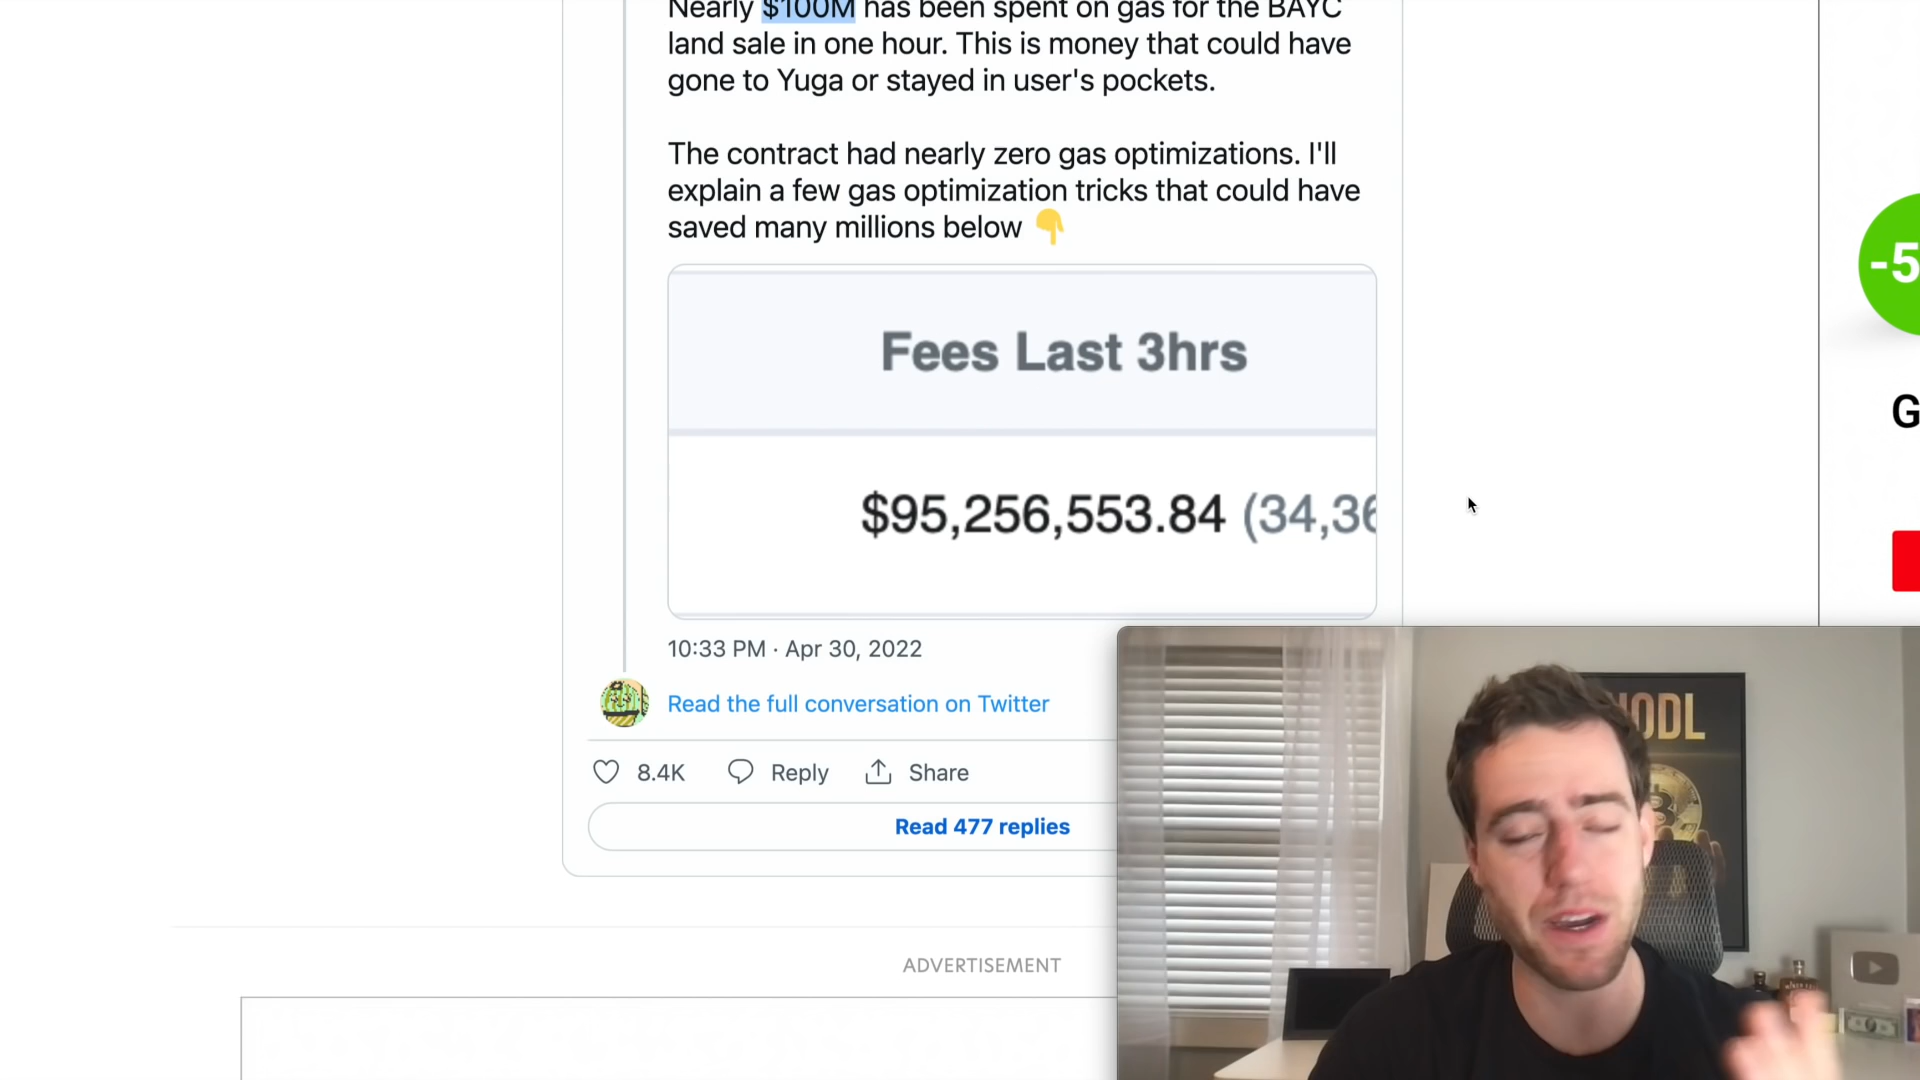 Nearly $100M has been spent on gas for the BAYC
land sale in one hour. This is money that could have
gone to Yuga or stayed in user's pockets.
The contract had nearly zero gas optimizations. I'll
explain a few gas optimization tricks that could have
saved many millions below 👇
Fees Last 3hrs
$95,256,553.84 (34,36
10:33 PM · Apr 30, 2022
Read the full conversation on Twitter
8.4K Reply Share
Read 477 replies
ADVERTISEMENT
-5
G
HODL